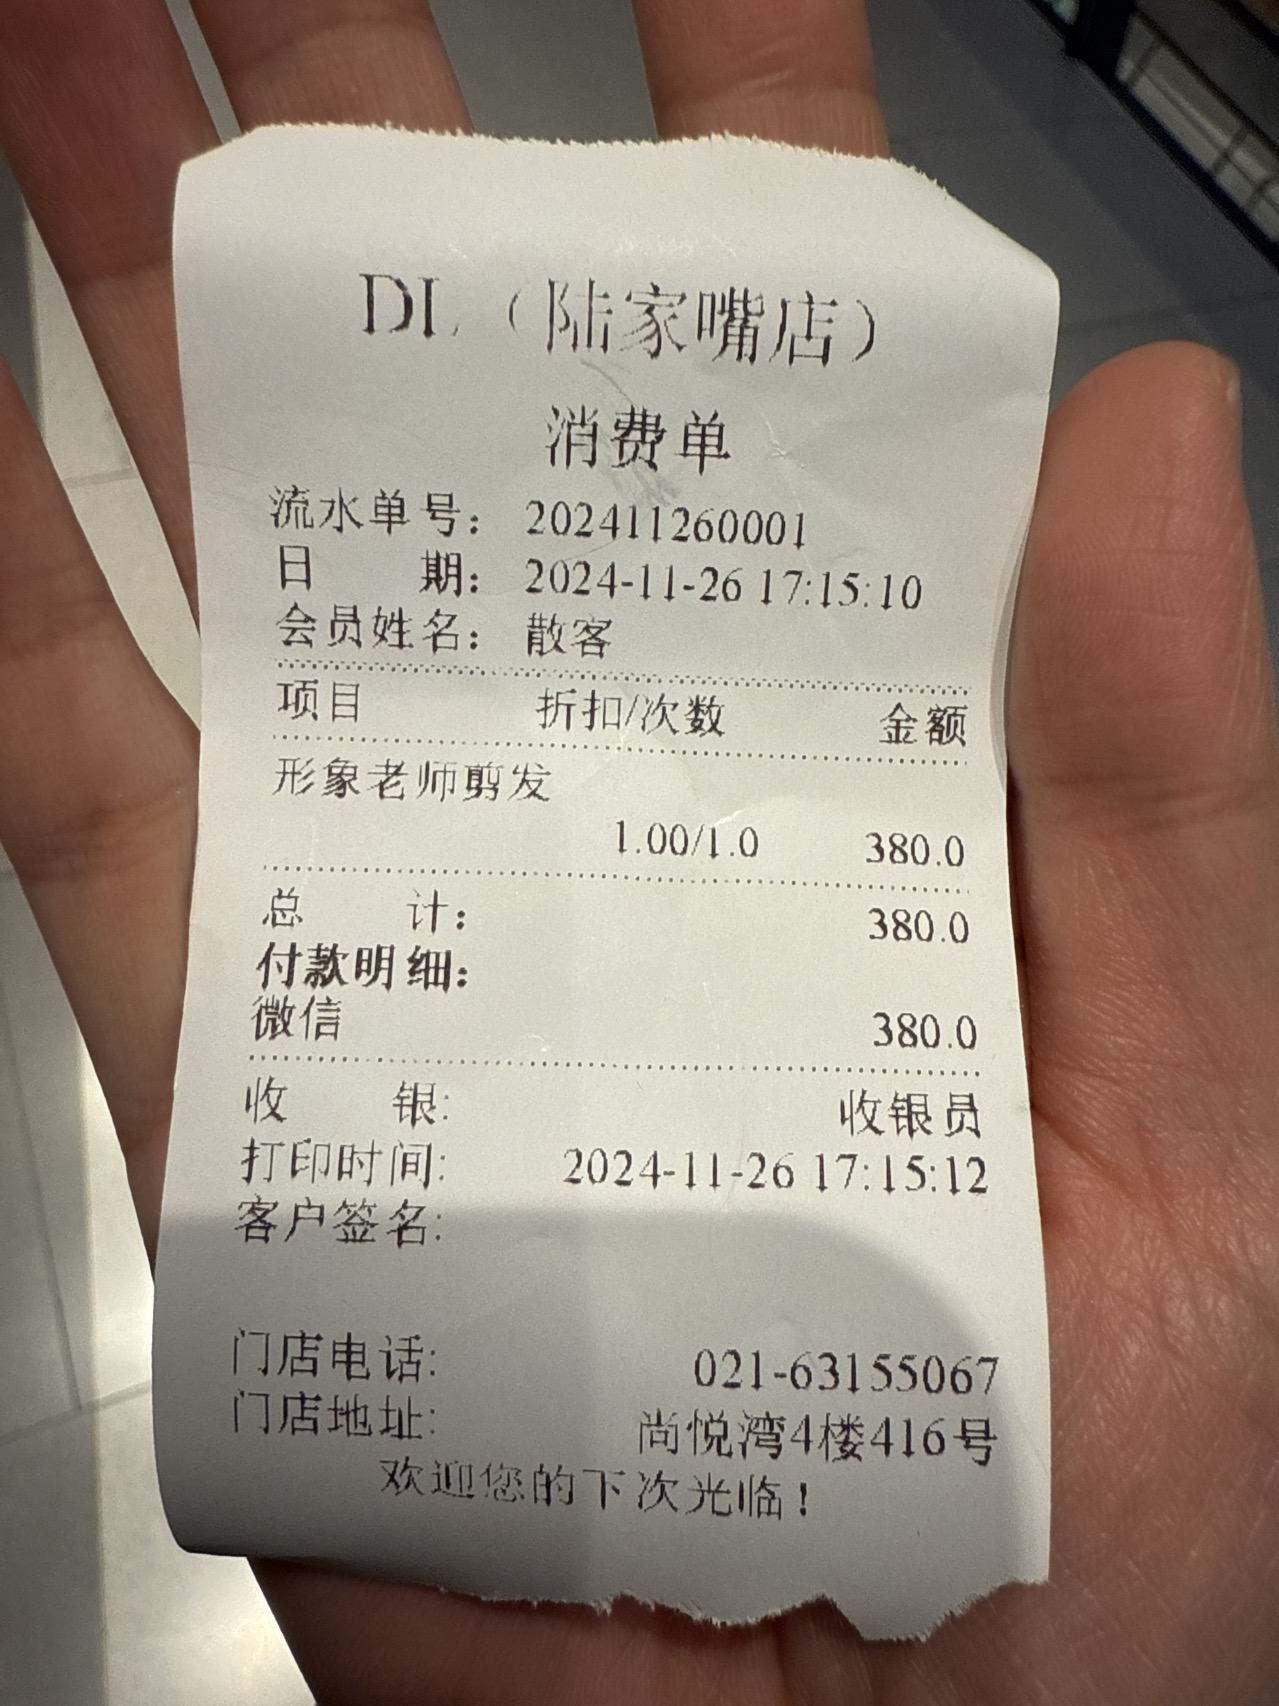 DL（陆家嘴店）
消费单
流水单号： 202411260001
日 期： 2024-11-26 17:15:10
会员姓名： 散客
项目 折扣/次数 金额
形象老师剪发
1.00/1.0 380.0
总 计： 380.0
付款明细：
微信 380.0
收 银: 收银员
打印时间: 2024-11-26 17:15:12
客户签名:
门店电话: 021-63155067
门店地址: 尚悦湾4楼416号
欢迎您的下次光临！